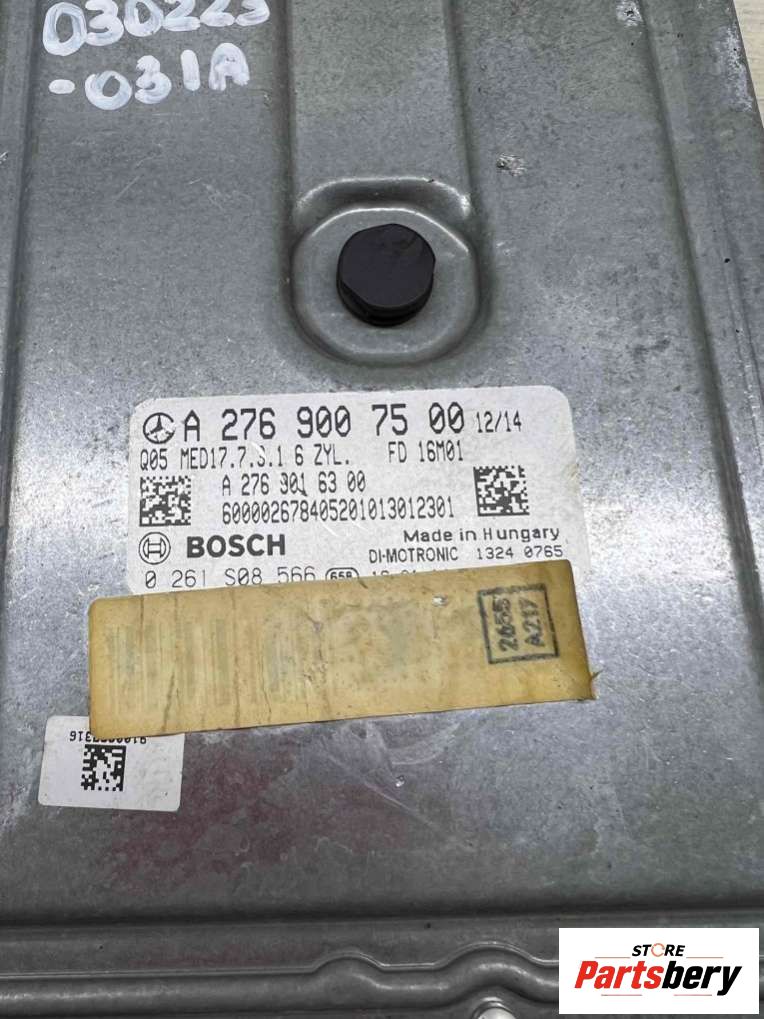 030223
-031A
A 276 900 75 00 12/14
Q05 MED17.7.3.1 6 ZYL. FD 16M01
A 276 901 63 00
600002678405201013012301
Made in Hungary
BOSCH DI-MOTRONIC 1324 0765
0 261 S08 566
2655
A217
STORE
Partsbery